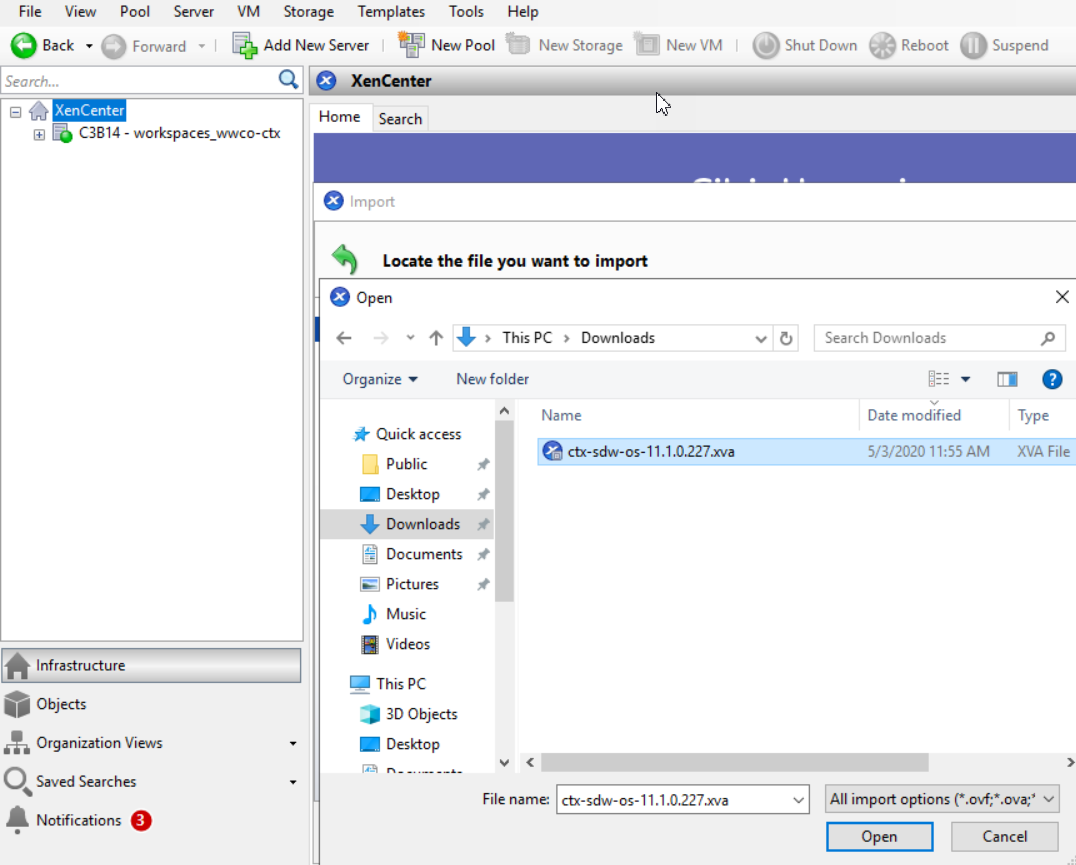 File View Pool Server VM Storage Templates Tools Help
Back Forward Add New Server New Pool New Storage New VM Shut Down Reboot Suspend
Search...
XenCenter
XenCenter
C3B14 - workspaces_wwco-ctx
Home Search
Import
Locate the file you want to import
Open
This PC Downloads
Search Downloads
Organize New folder
Name Date modified Type
ctx-sdw-os-11.1.0.227.xva 5/3/2020 11:55 AM XVA File
Quick access
Public
Desktop
Downloads
Documents
Pictures
Music
Videos
This PC
3D Objects
Desktop
File name: ctx-sdw-os-11.1.0.227.xva All import options (*.ovf;*.ova;*
Open Cancel
Infrastructure
Objects
Organization Views
Saved Searches
Notifications 3